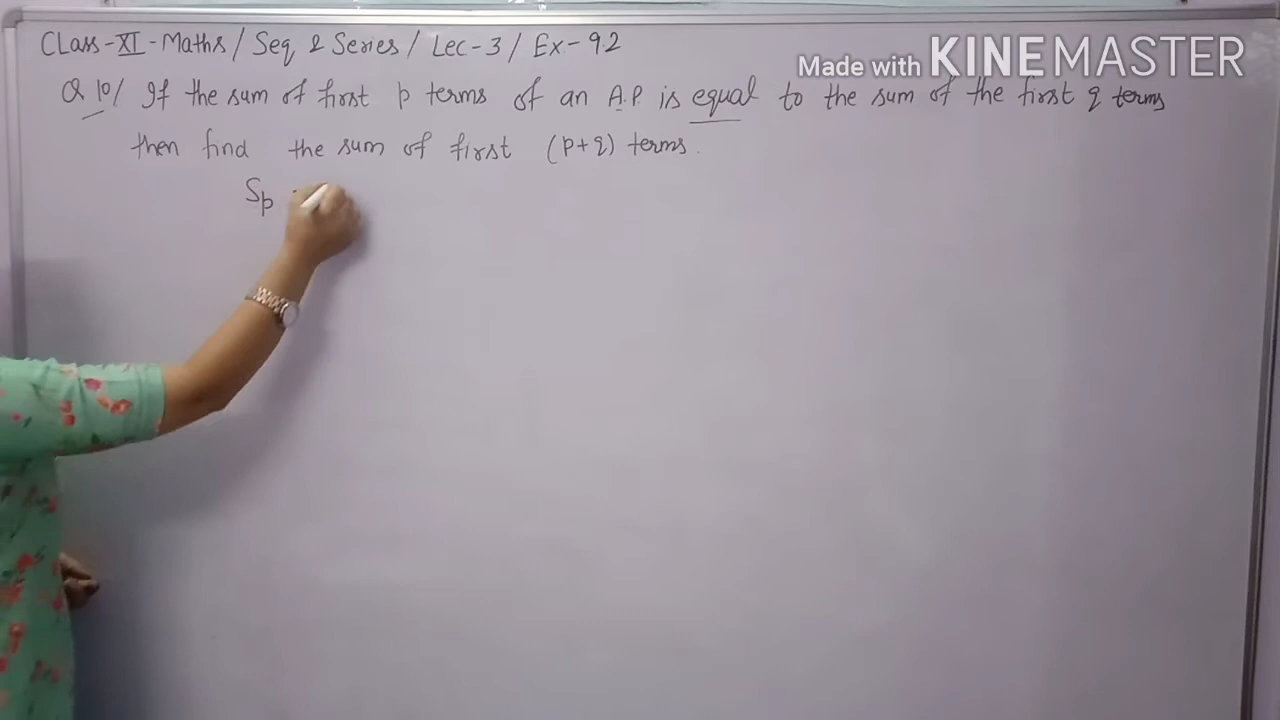 CLass-XI-Maths / Seq & Series / Lec-3 / Ex-9.2
Made with KINEMASTER
Q 10/ If the sum of first p terms of an A.P. is equal to the sum of the first q terms
then find the sum of first (p+q) terms.
Sp